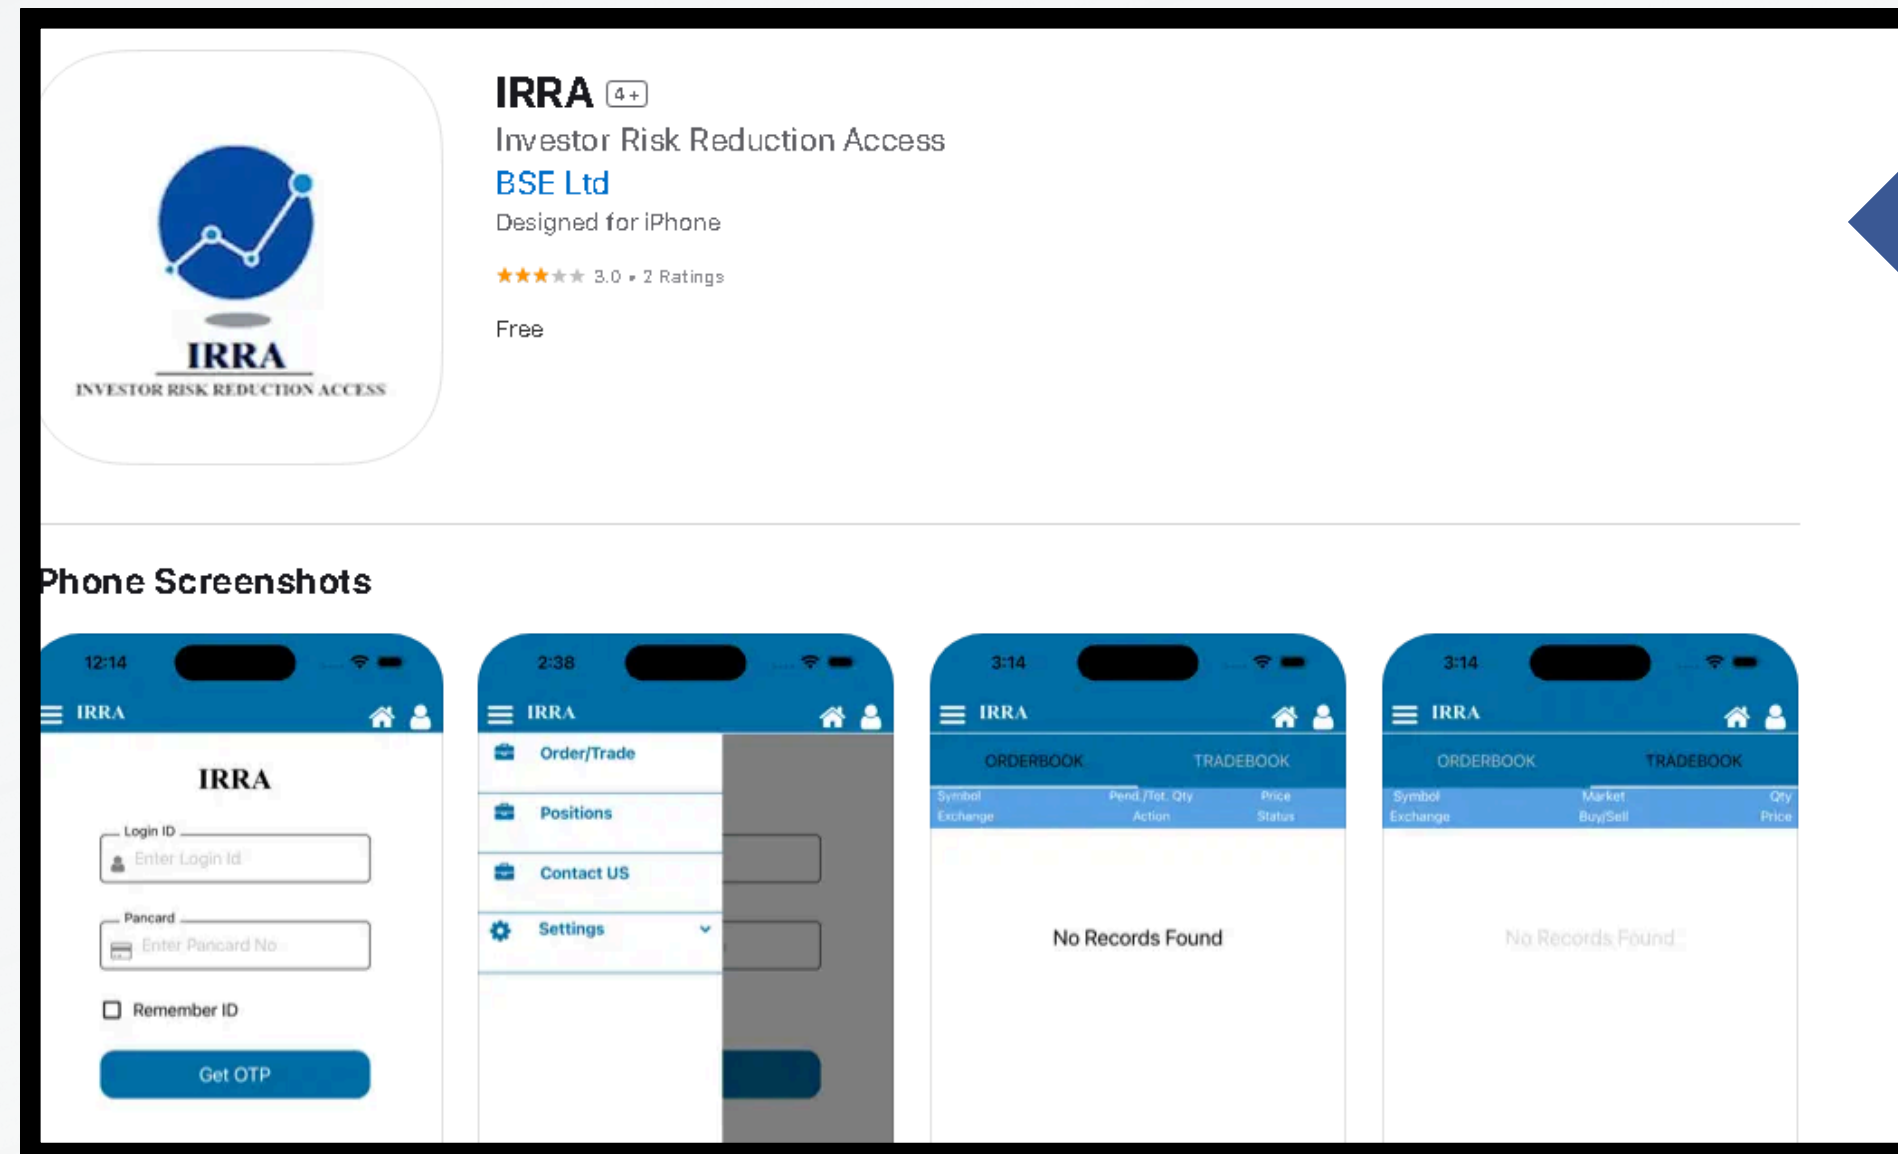 IRRA 4+
Investor Risk Reduction Access
BSE Ltd
Designed for iPhone
3.0 • 2 Ratings
Free
IRRA
INVESTOR RISK REDUCTION ACCESS
Phone Screenshots
12:14
IRRA
IRRA
Login ID
Enter Login Id
Pancard
Enter Pancard No
Remember ID
Get OTP
2:38
IRRA
Order/Trade
Positions
Contact US
Settings
3:14
IRRA
ORDERBOOK TRADEBOOK
Symbol Pend./Tot. Qty Price
Exchange Action Status
No Records Found
3:14
IRRA
ORDERBOOK TRADEBOOK
Symbol Market Qty
Exchange Buy/Sell Price
No Records Found